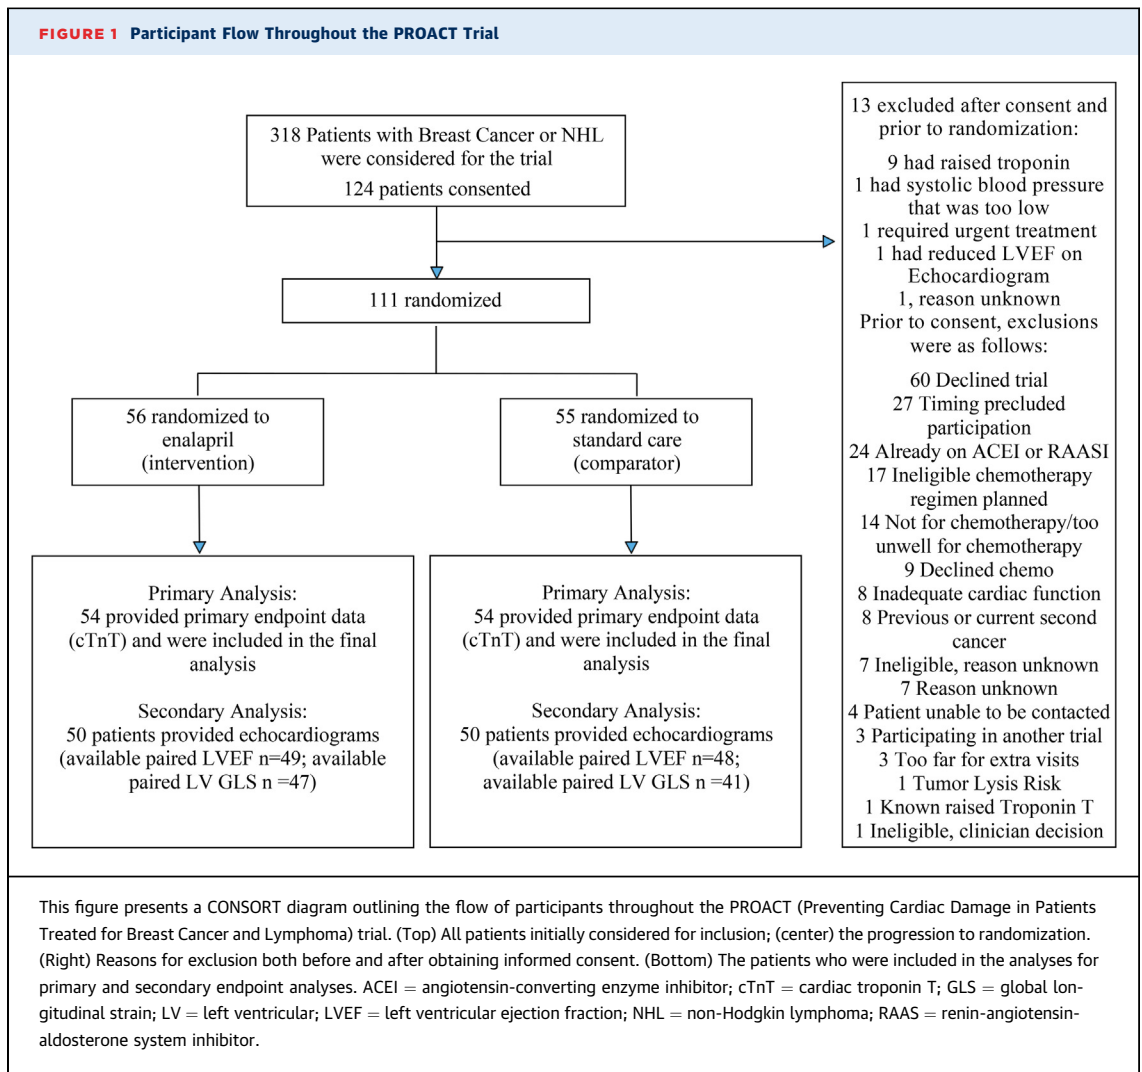 FIGURE 1 Participant Flow Throughout the PROACT Trial
318 Patients with Breast Cancer or NHL
were considered for the trial
124 patients consented
111 randomized
56 randomized to
enalapril
(intervention)
55 randomized to
standard care
(comparator)
Primary Analysis:
54 provided primary endpoint data
(cTnT) and were included in the final
analysis
Secondary Analysis:
50 patients provided echocardiograms
(available paired LVEF n=49; available
paired LV GLS n =47)
Primary Analysis:
54 provided primary endpoint data
(cTnT) and were included in the final
analysis
Secondary Analysis:
50 patients provided echocardiograms
(available paired LVEF n=48;
available paired LV GLS n =41)
13 excluded after consent and
prior to randomization:
9 had raised troponin
1 had systolic blood pressure
that was too low
1 required urgent treatment
1 had reduced LVEF on
Echocardiogram
1, reason unknown
Prior to consent, exclusions
were as follows:
60 Declined trial
27 Timing precluded
participation
24 Already on ACEI or RAASI
17 Ineligible chemotherapy
regimen planned
14 Not for chemotherapy/too
unwell for chemotherapy
9 Declined chemo
8 Inadequate cardiac function
8 Previous or current second
cancer
7 Ineligible, reason unknown
7 Reason unknown
4 Patient unable to be contacted
3 Participating in another trial
3 Too far for extra visits
1 Tumor Lysis Risk
1 Known raised Troponin T
1 Ineligible, clinician decision
This figure presents a CONSORT diagram outlining the flow of participants throughout the PROACT (Preventing Cardiac Damage in Patients
Treated for Breast Cancer and Lymphoma) trial. (Top) All patients initially considered for inclusion; (center) the progression to randomization.
(Right) Reasons for exclusion both before and after obtaining informed consent. (Bottom) The patients who were included in the analyses for
primary and secondary endpoint analyses. ACEI = angiotensin-converting enzyme inhibitor; cTnT = cardiac troponin T; GLS = global lon-
gitudinal strain; LV = left ventricular; LVEF = left ventricular ejection fraction; NHL = non-Hodgkin lymphoma; RAAS = renin-angiotensin-
aldosterone system inhibitor.